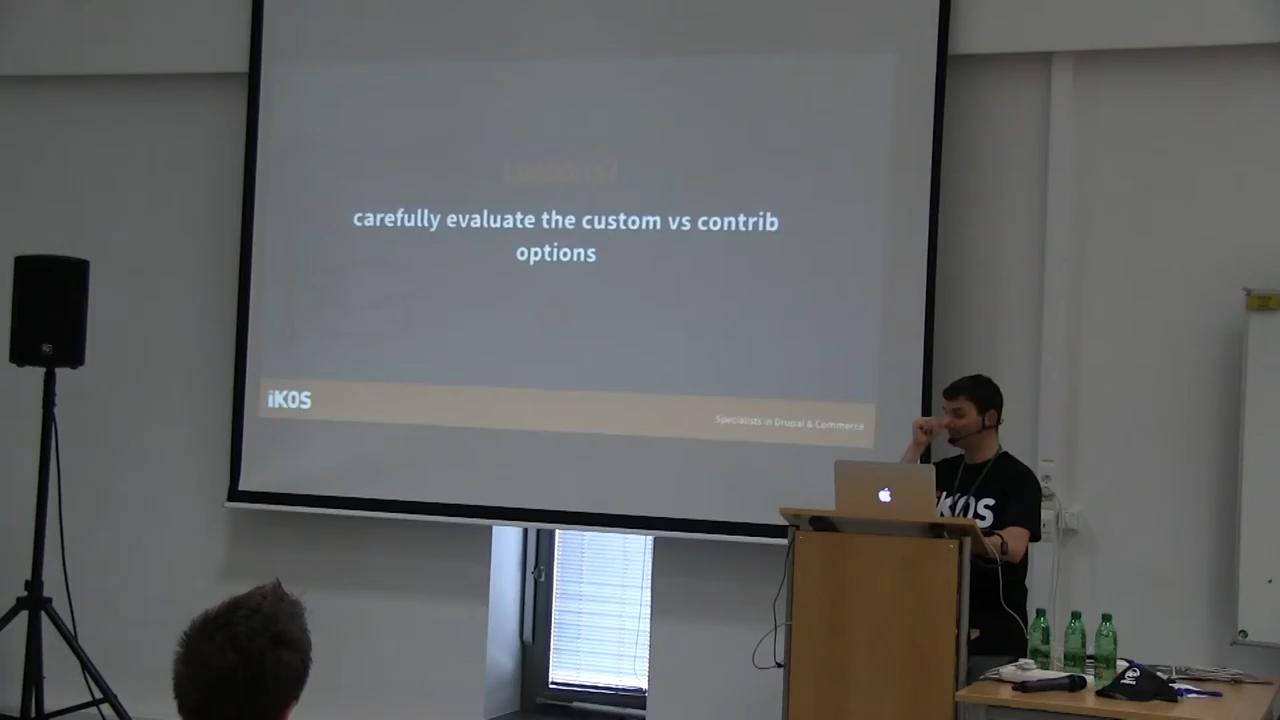 carefully evaluate the custom vs contrib
options
iKOS
Specialists in Drupal & Commerce
iKOS